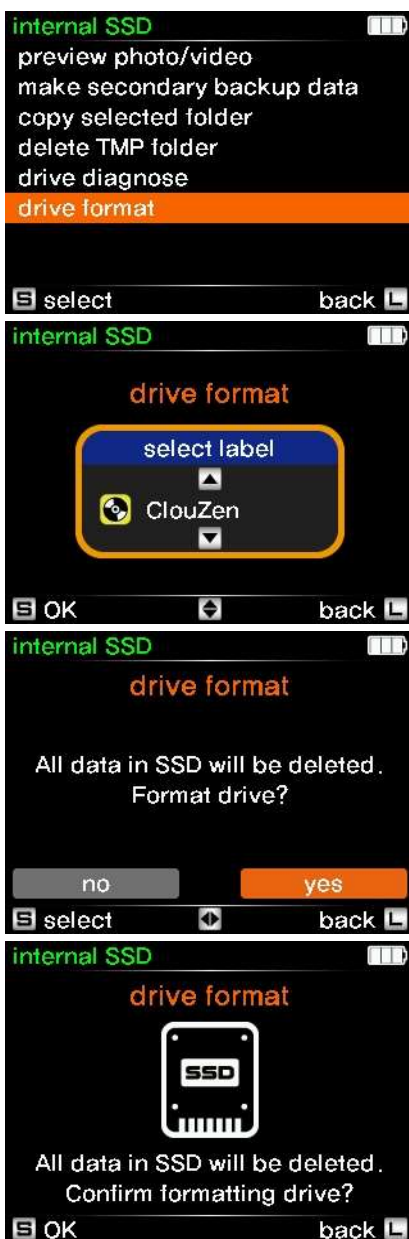 internal SSD
preview photo/video
make secondary backup data
copy selected folder
delete TMP folder
drive diagnose
drive format
S select back L
internal SSD
drive format
select label
ClouZen
S OK back L
internal SSD
drive format
All data in SSD will be deleted.
Format drive?
no yes
S select back L
internal SSD
drive format
SSD
All data in SSD will be deleted.
Confirm formatting drive?
S OK back L